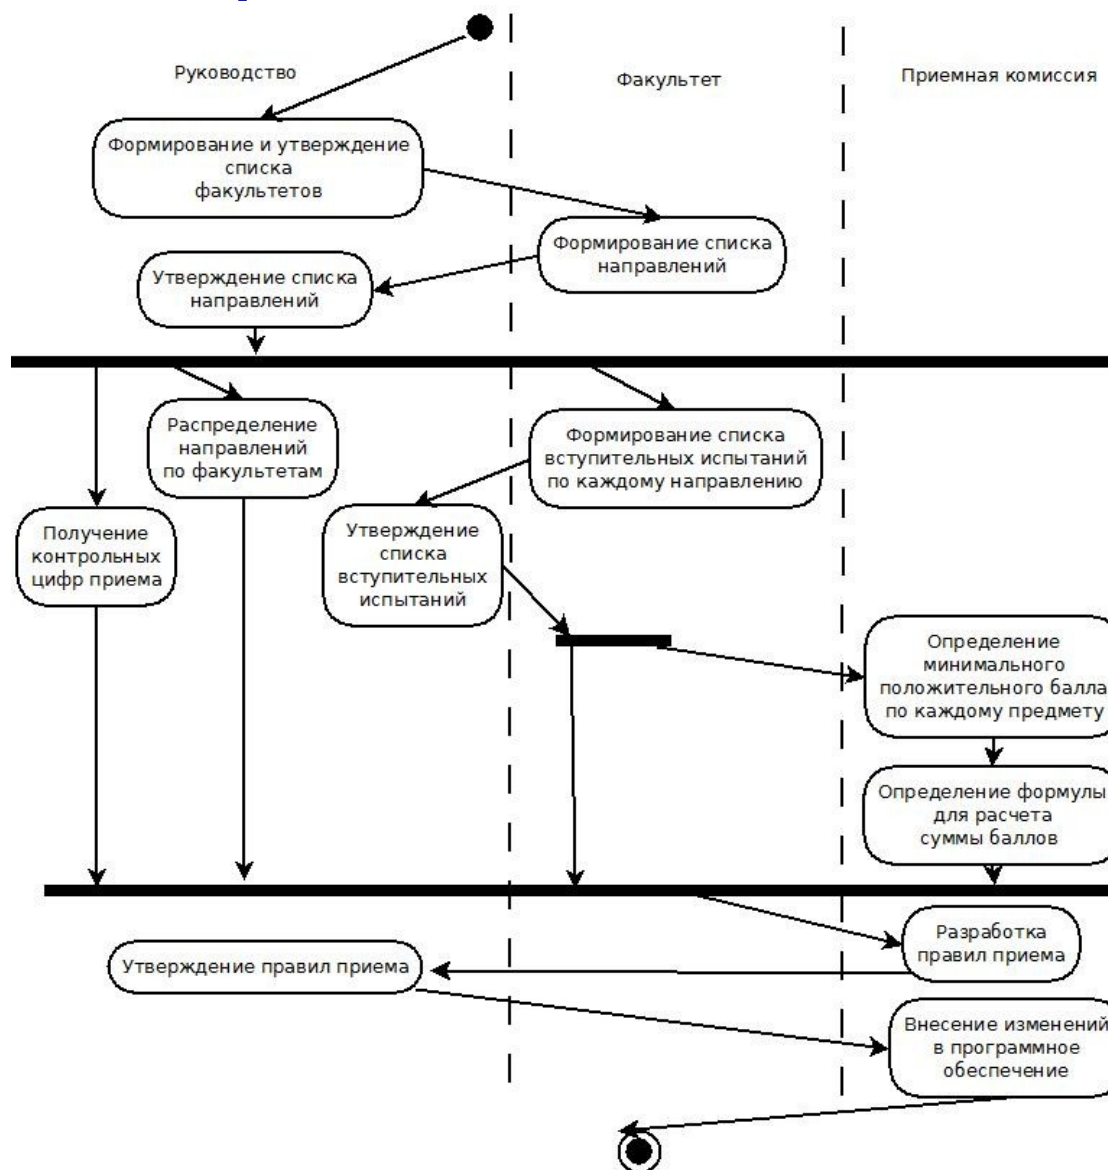 Руководство
Факультет
Приемная комиссия
Формирование и утверждение
списка
факультетов
Формирование списка
направлений
Утверждение списка
направлений
Распределение
направлений
по факультетам
Формирование списка
вступительных испытаний
по каждому направлению
Получение
контрольных
цифр приема
Утверждение
списка
вступительных
испытаний
Определение
минимального
положительного балла
по каждому предмету
Определение формулы
для расчета
суммы баллов
Разработка
правил приема
Утверждение правил приема
Внесение изменений
в программное
обеспечение